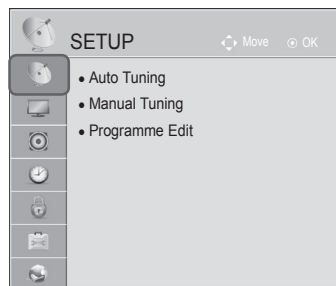 SETUP
Move
OK
• Auto Tuning
• Manual Tuning
• Programme Edit